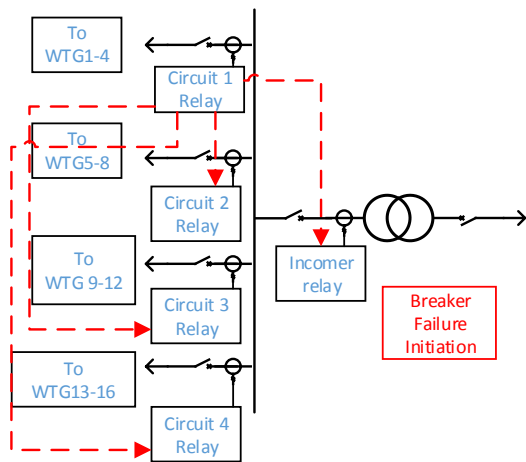 To
WTG1-4
Circuit 1
Relay
To
WTG5-8
Circuit 2
Relay
To
WTG 9-12
Incomer
relay
Circuit 3
Relay
Breaker
Failure
Initiation
To
WTG13-16
Circuit 4
Relay